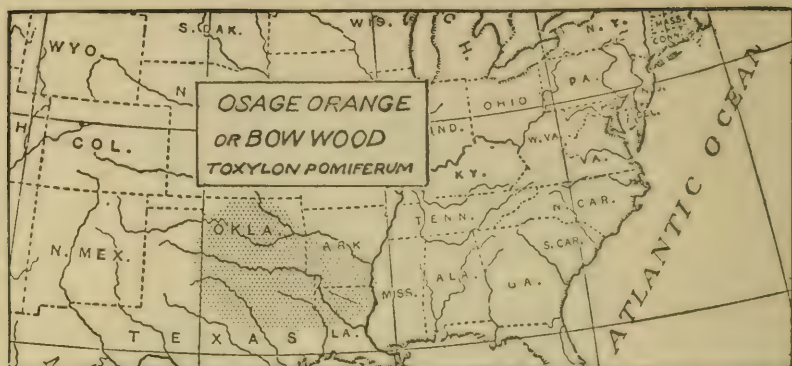 WIS.
N. Y.
MASS.
CONN.
S. DAK.
WYO.
PA.
N
OSAGE ORANGE
OR BOW WOOD
TOXYLON POMIFERUM
OHIO
IND.
H
COL.
W. VA.
KY.
VA.
TENN.
N. CAR.
OKLA.
ARK
S. CAR.
N. MEX.
MISS.
ALA.
GA.
TEXAS
LA.
ATLANTIC OCEAN